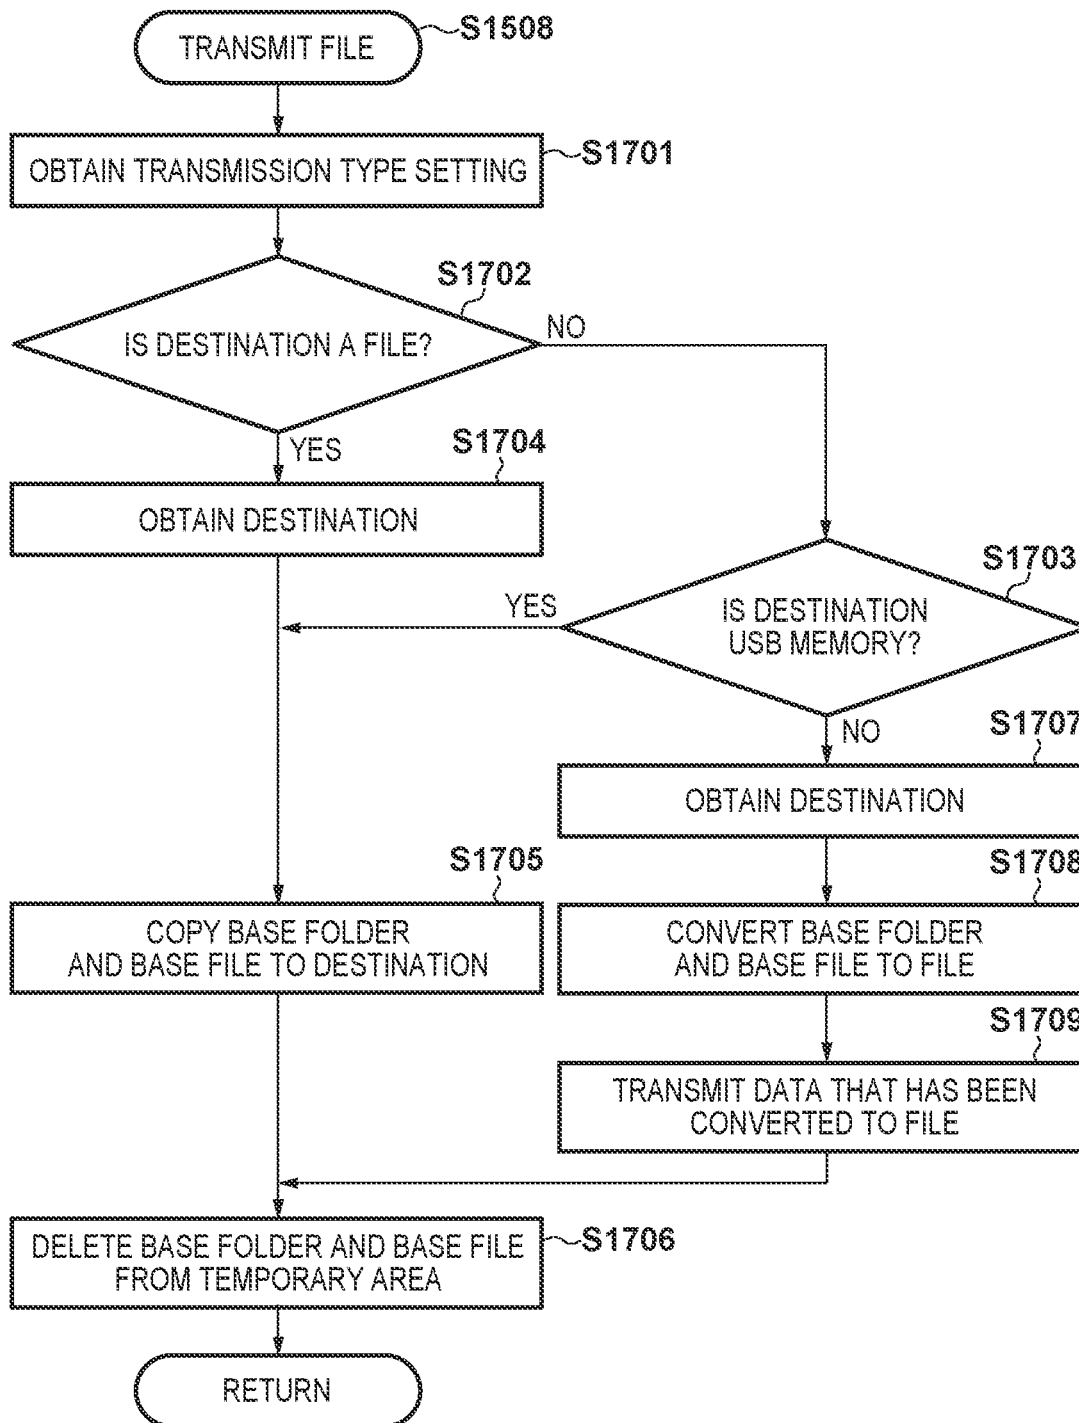 TRANSMIT FILE
S1508
OBTAIN TRANSMISSION TYPE SETTING
S1701
S1702
IS DESTINATION A FILE?
NO
YES
S1704
OBTAIN DESTINATION
S1703
YES
IS DESTINATION
USB MEMORY?
NO
S1707
OBTAIN DESTINATION
S1705
COPY BASE FOLDER
AND BASE FILE TO DESTINATION
S1708
CONVERT BASE FOLDER
AND BASE FILE TO FILE
S1709
TRANSMIT DATA THAT HAS BEEN
CONVERTED TO FILE
DELETE BASE FOLDER AND BASE FILE
FROM TEMPORARY AREA
S1706
RETURN